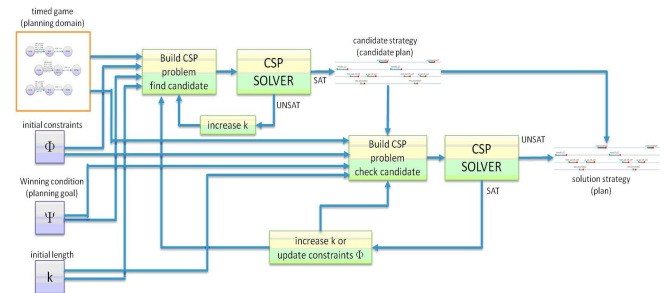 timed game
(planning domain)
Build CSP
problem
find candidate
CSP
SOLVER
SAT
UNSAT
candidate strategy
(candidate plan)
increase k
initial constraints
Φ
Build CSP
problem
check candidate
CSP
SOLVER
UNSAT
SAT
solution strategy
(plan)
Winning condition
(planning goal)
Ψ
increase k or
update constraints Φ
initial length
k